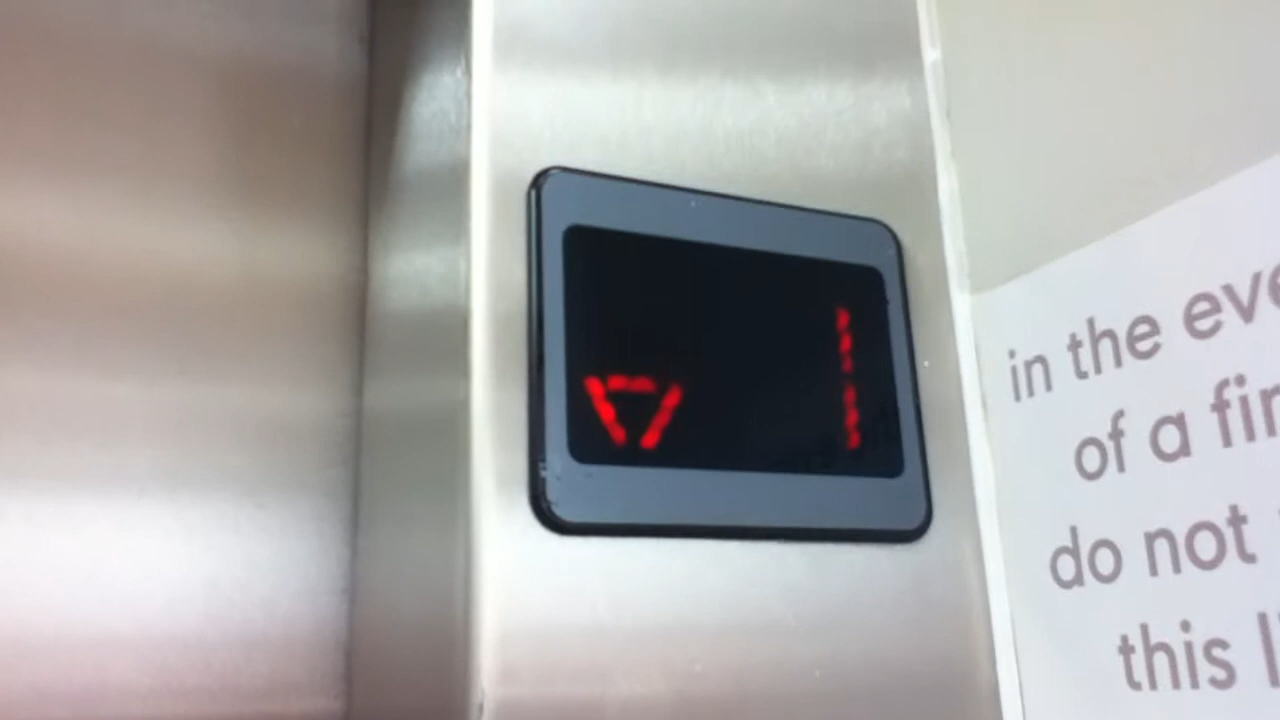 1
in the
of a
do not
this